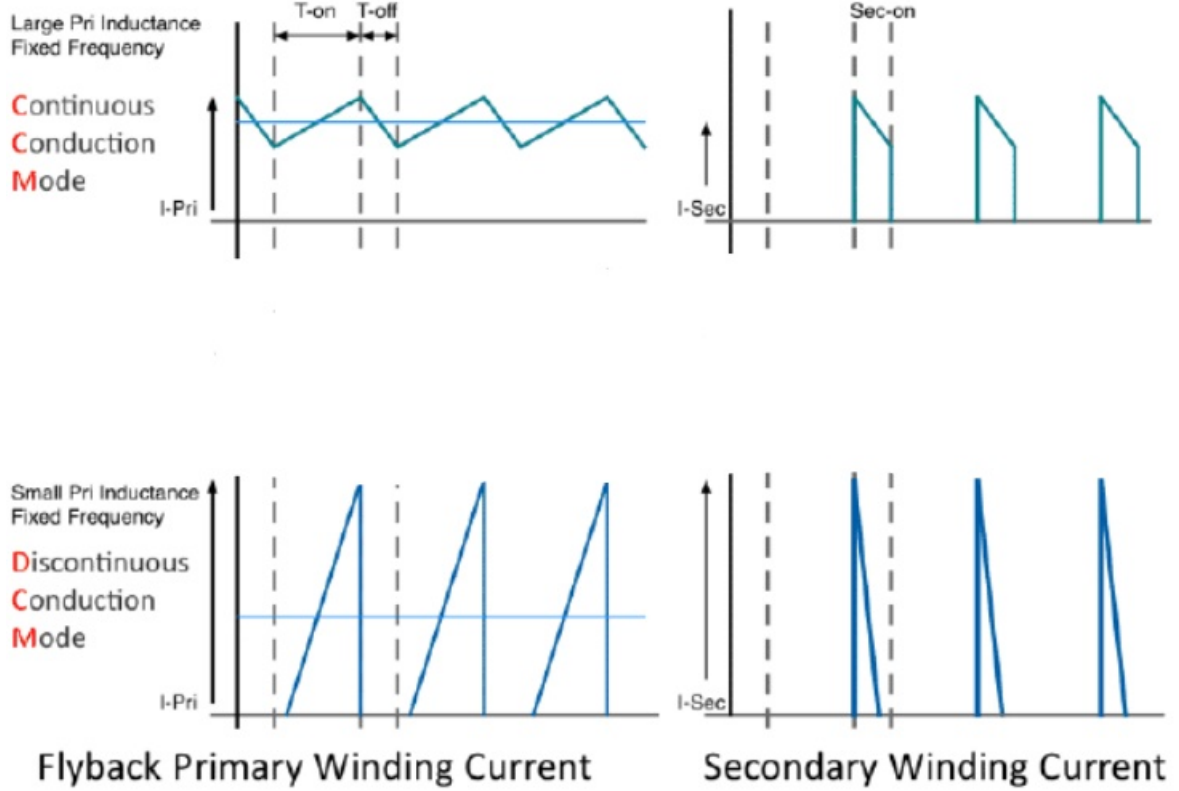 Large Pri Inductance
Fixed Frequency
Continuous
Conduction
Mode
I-Pri
T-on T-off
Sec-on
I-Sec
Small Pri Inductance
Fixed Frequency
Discontinuous
Conduction
Mode
I-Pri
I-Sec
Flyback Primary Winding Current
Secondary Winding Current